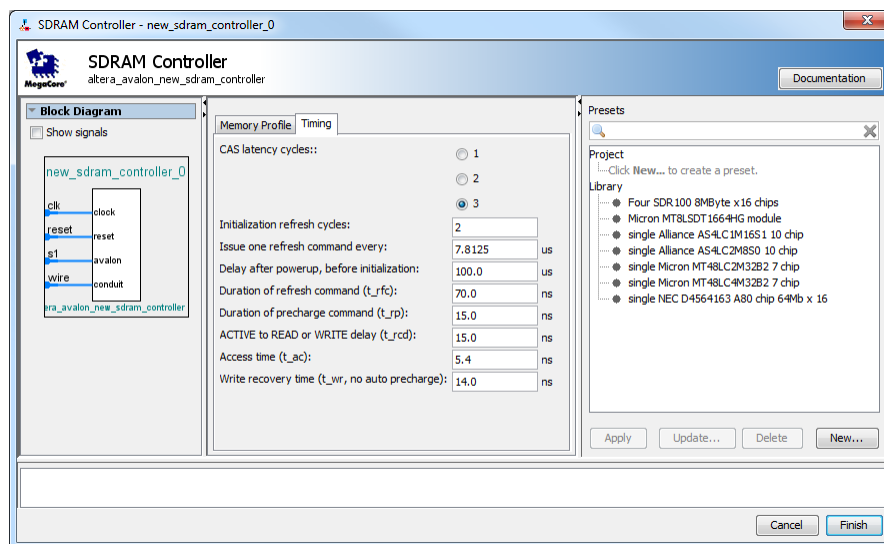 SDRAM Controller - new_sdram_controller_0
MegaCore®
SDRAM Controller
altera_avalon_new_sdram_controller
Documentation
Block Diagram
Show signals
new_sdram_controller_0
clk
clock
reset
reset
s1
avalon
wire
conduit
era_avalon_new_sdram_controller
Memory Profile
Timing
CAS latency cycles::
1
2
3
Initialization refresh cycles:
2
Issue one refresh command every:
7.8125
us
Delay after powerup, before initialization:
100.0
us
Duration of refresh command (t_rfc):
70.0
ns
Duration of precharge command (t_rp):
15.0
ns
ACTIVE to READ or WRITE delay (t_rcd):
15.0
ns
Access time (t_ac):
5.4
ns
Write recovery time (t_wr, no auto precharge):
14.0
ns
Presets
Project
Click New... to create a preset.
Library
Four SDR100 8MByte x16 chips
Micron MT8LSDT1664HG module
single Alliance AS4LC1M16S1 10 chip
single Alliance AS4LC2M8S0 10 chip
single Micron MT48LC2M32B2 7 chip
single Micron MT48LC4M32B2 7 chip
single NEC D4564163 A80 chip 64Mb x 16
Apply
Update...
Delete
New...
Cancel
Finish